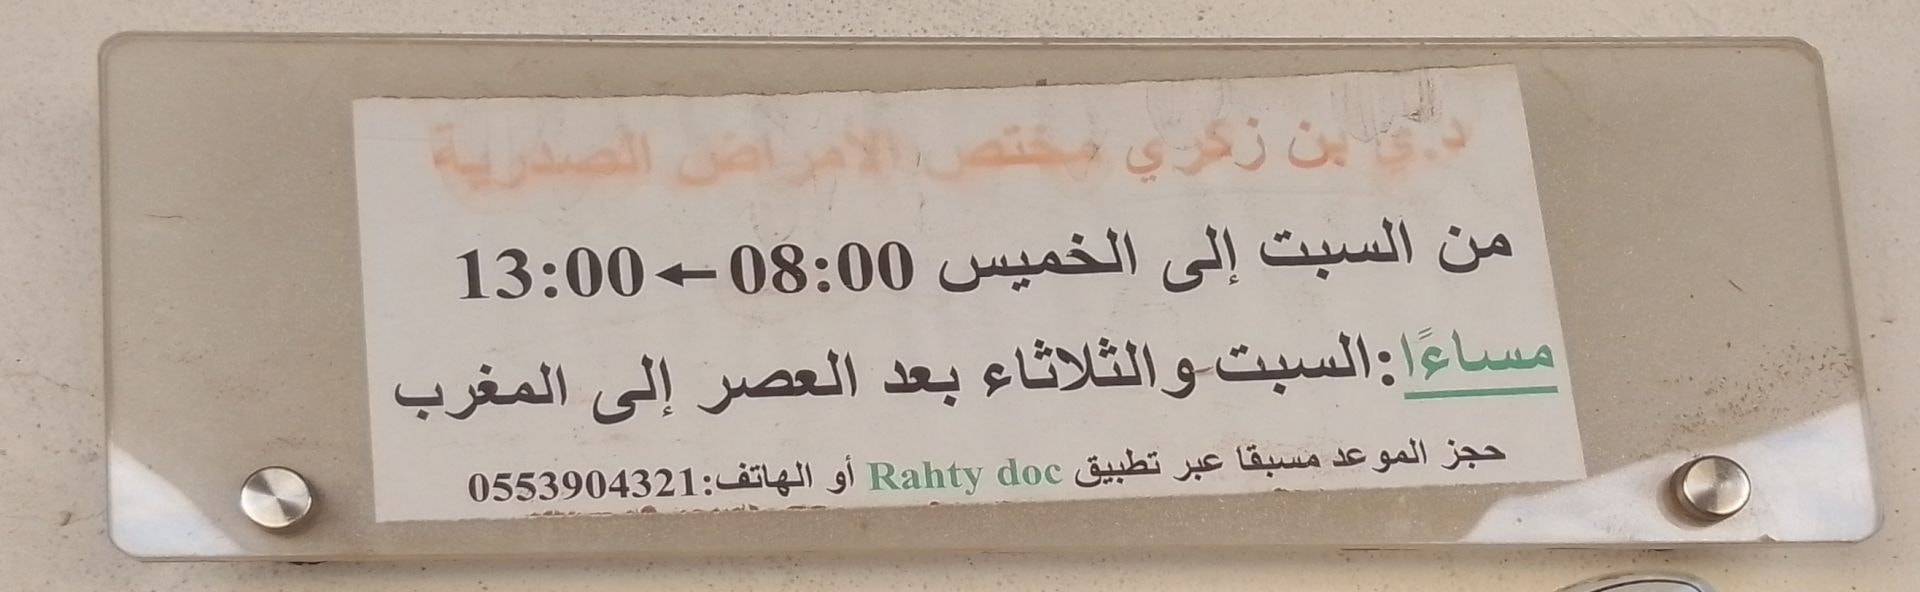 د.ي بن زكري مختص الأمراض الصدرية
من السبت إلى الخميس 08:00←13:00
مساءًا:السبت والثلاثاء بعد العصر إلى المغرب
حجز الموعد مسبقا عبر تطبيق Rahty doc أو الهاتف:0553904321